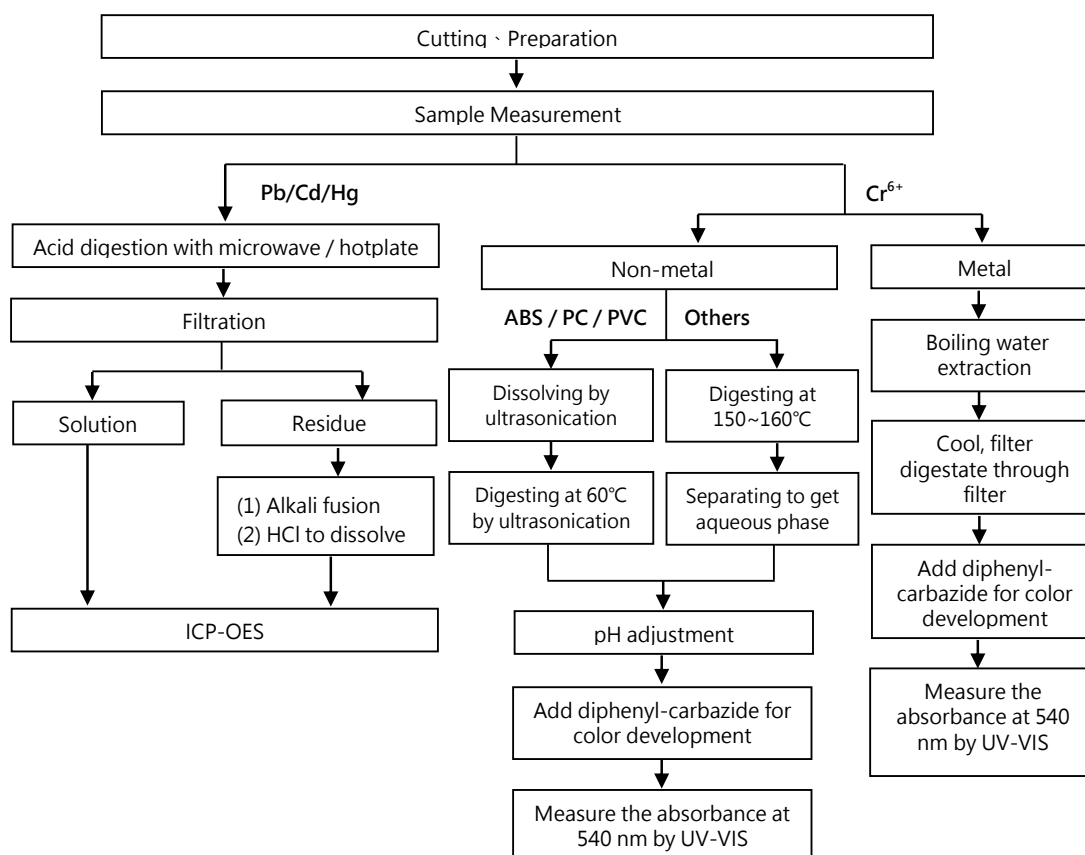 Cutting、Preparation
Sample Measurement
Pb/Cd/Hg
Cr⁶⁺
Acid digestion with microwave / hotplate
Non-metal
Metal
Filtration
ABS / PC / PVC
Others
Boiling water
extraction
Solution
Residue
Dissolving by
ultrasonication
Digesting at
150~160℃
Cool, filter
digestate through
filter
(1) Alkali fusion
(2) HCl to dissolve
Digesting at 60℃
by ultrasonication
Separating to get
aqueous phase
Add diphenyl-
carbazide for color
development
ICP-OES
pH adjustment
Measure the
absorbance at 540
nm by UV-VIS
Add diphenyl-carbazide for
color development
Measure the absorbance at
540 nm by UV-VIS